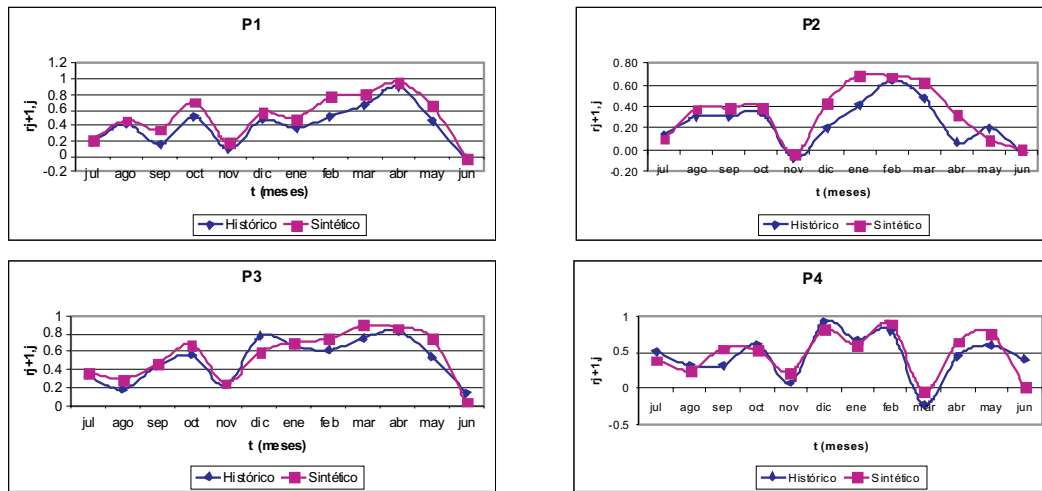 P1
rj+1,j
1.2
1
0.8
0.6
0.4
0.2
0
-0.2
jul ago sep oct nov dic ene feb mar abr may jun
t (meses)
Histórico Sintético
P2
rj+1,j
0.80
0.60
0.40
0.20
0.00
-0.20
jul ago sep oct nov dic ene feb mar abr may jun
t (meses)
Histórico Sintético
P3
rj+1,j
1
0.8
0.6
0.4
0.2
0
jul ago sep oct nov dic ene feb mar abr may jun
t (meses)
Histórico Sintético
P4
rj+1,j
1
0.5
0
-0.5
jul ago sep oct nov dic ene feb mar abr may jun
t (meses)
Histórico Sintético